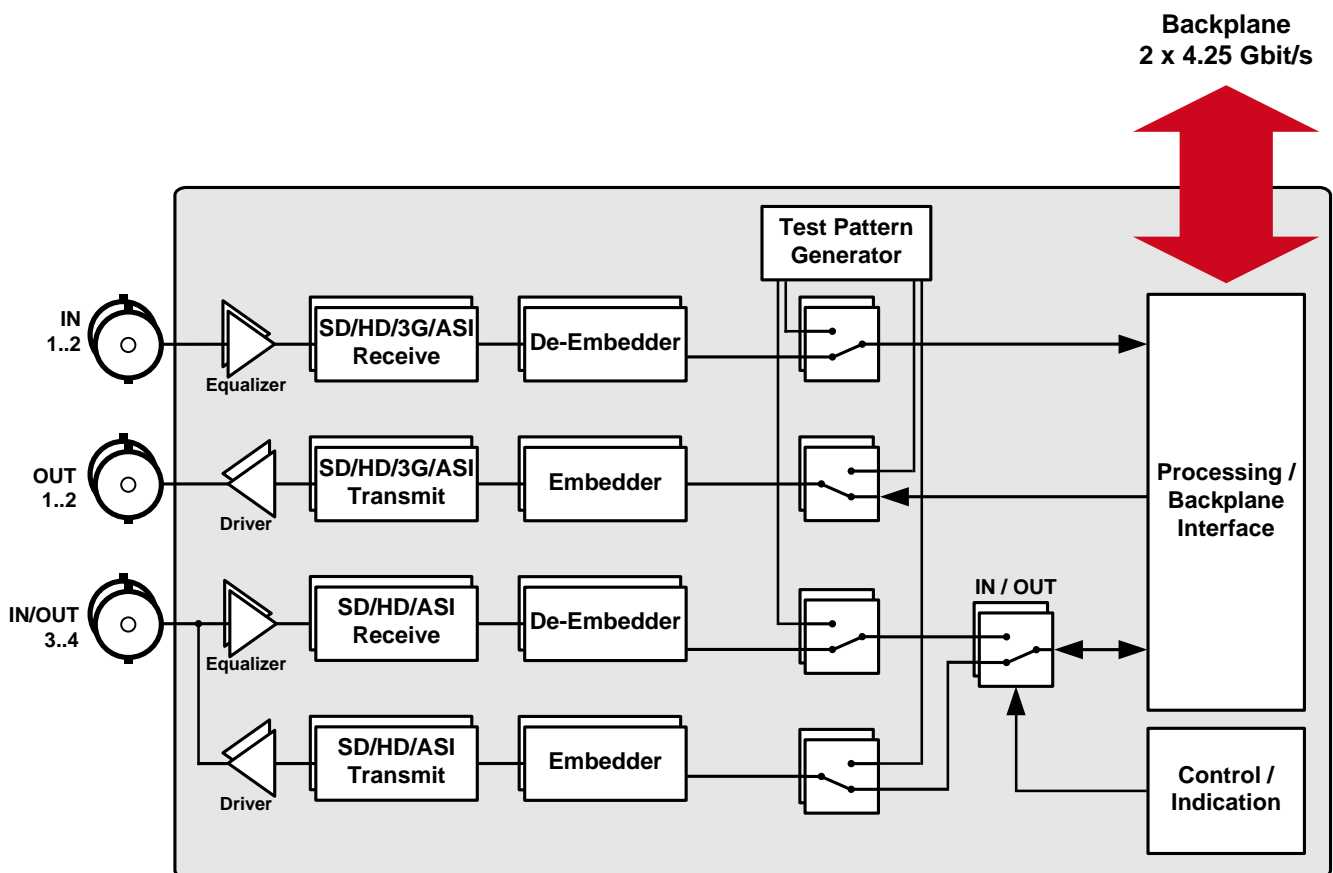 Backplane
2 x 4.25 Gbit/s
Test Pattern
Generator
IN
1..2
Equalizer
SD/HD/3G/ASI
Receive
De-Embedder
OUT
1..2
Driver
SD/HD/3G/ASI
Transmit
Embedder
Processing /
Backplane
Interface
IN/OUT
3..4
Equalizer
SD/HD/ASI
Receive
De-Embedder
IN / OUT
Driver
SD/HD/ASI
Transmit
Embedder
Control /
Indication